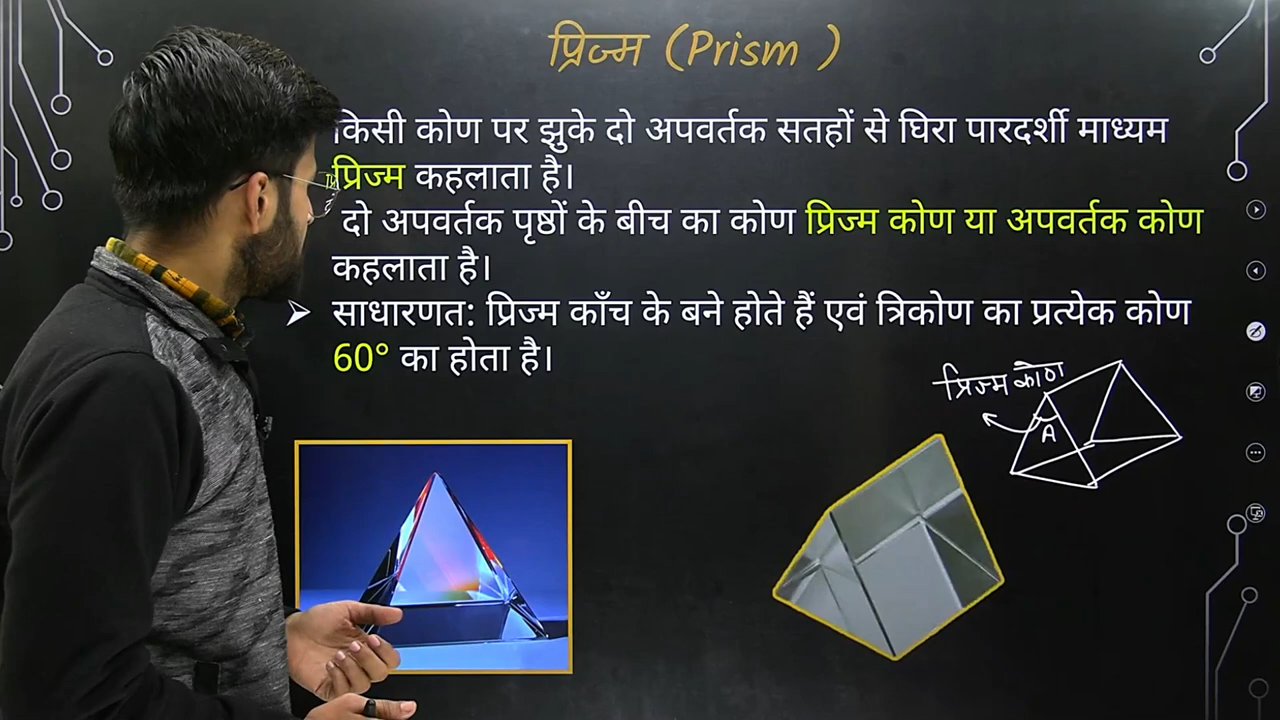 प्रिज्म (Prism )
किसी कोण पर झुके दो अपवर्तक सतहों से घिरा पारदर्शी माध्यम
प्रिज्म कहलाता है।
दो अपवर्तक पृष्ठों के बीच का कोण प्रिज्म कोण या अपवर्तक कोण
कहलाता है।
साधारणत: प्रिज्म काँच के बने होते हैं एवं त्रिकोण का प्रत्येक कोण
60° का होता है।
प्रिज्म कोण
A